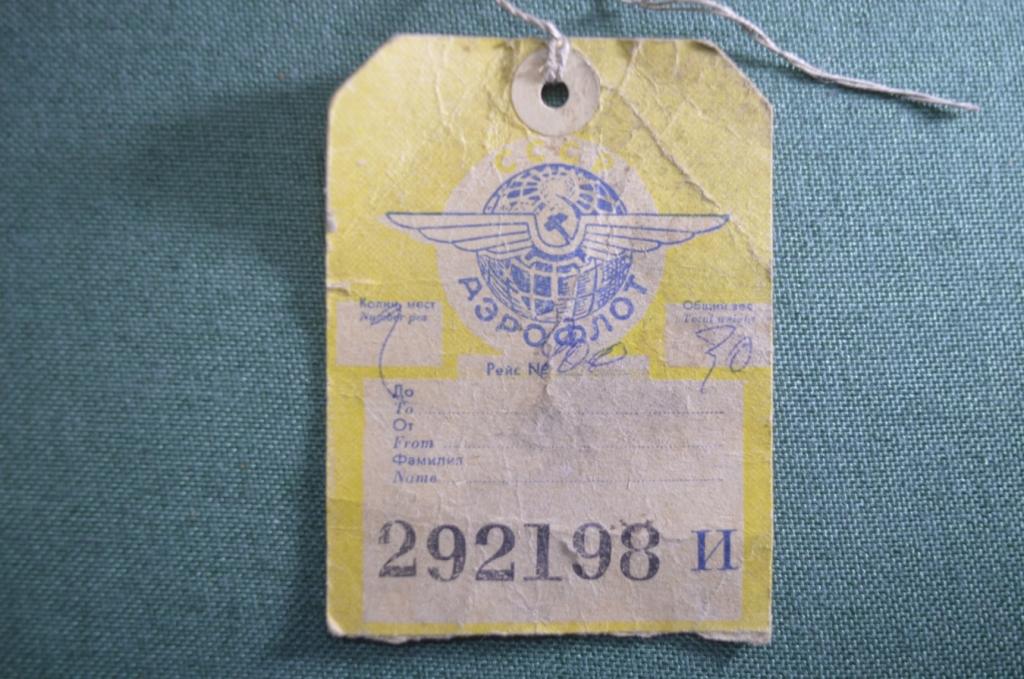 СССР
АЭРОФЛОТ
Колич. мест
Number pcs
Общий вес
Total weight
30
Рейс №
До
To
От
From
Фамилия
Name
292198 И